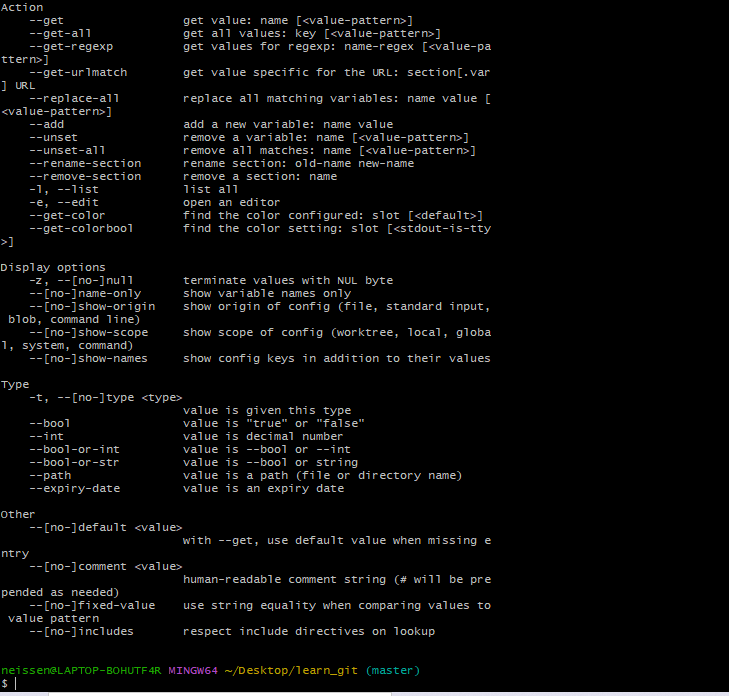 Action
    --get                 get value: name [<value-pattern>]
    --get-all             get all values: key [<value-pattern>]
    --get-regexp          get values for regexp: name-regex [<value-pa
ttern>]
    --get-urlmatch        get value specific for the URL: section[.var
] URL
    --replace-all         replace all matching variables: name value [
<value-pattern>]
    --add                 add a new variable: name value
    --unset               remove a variable: name [<value-pattern>]
    --unset-all           remove all matches: name [<value-pattern>]
    --rename-section      rename section: old-name new-name
    --remove-section      remove a section: name
    -l, --list            list all
    -e, --edit            open an editor
    --get-color           find the color configured: slot [<default>]
    --get-colorbool       find the color setting: slot [<stdout-is-tty
>]

Display options
    -z, --[no-]null       terminate values with NUL byte
    --[no-]name-only      show variable names only
    --[no-]show-origin    show origin of config (file, standard input,
 blob, command line)
    --[no-]show-scope     show scope of config (worktree, local, globa
l, system, command)
    --[no-]show-names     show config keys in addition to their values

Type
    -t, --[no-]type <type>
                          value is given this type
    --bool                value is "true" or "false"
    --int                 value is decimal number
    --bool-or-int         value is --bool or --int
    --bool-or-str         value is --bool or string
    --path                value is a path (file or directory name)
    --expiry-date         value is an expiry date

Other
    --[no-]default <value>
                          with --get, use default value when missing e
ntry
    --[no-]comment <value>
                          human-readable comment string (# will be pre
pended as needed)
    --[no-]fixed-value    use string equality when comparing values to
 value pattern
    --[no-]includes       respect include directives on lookup

neissen@LAPTOP-BOHUTF4R MINGW64 ~/Desktop/learn_git (master)
$